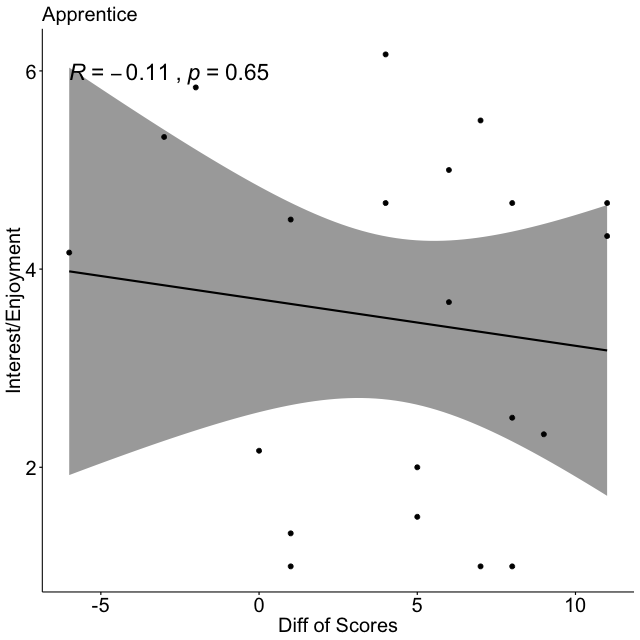 Apprentice
R = −0.11 , p = 0.65
6
4
2
Interest/Enjoyment
-5 0 5 10
Diff of Scores